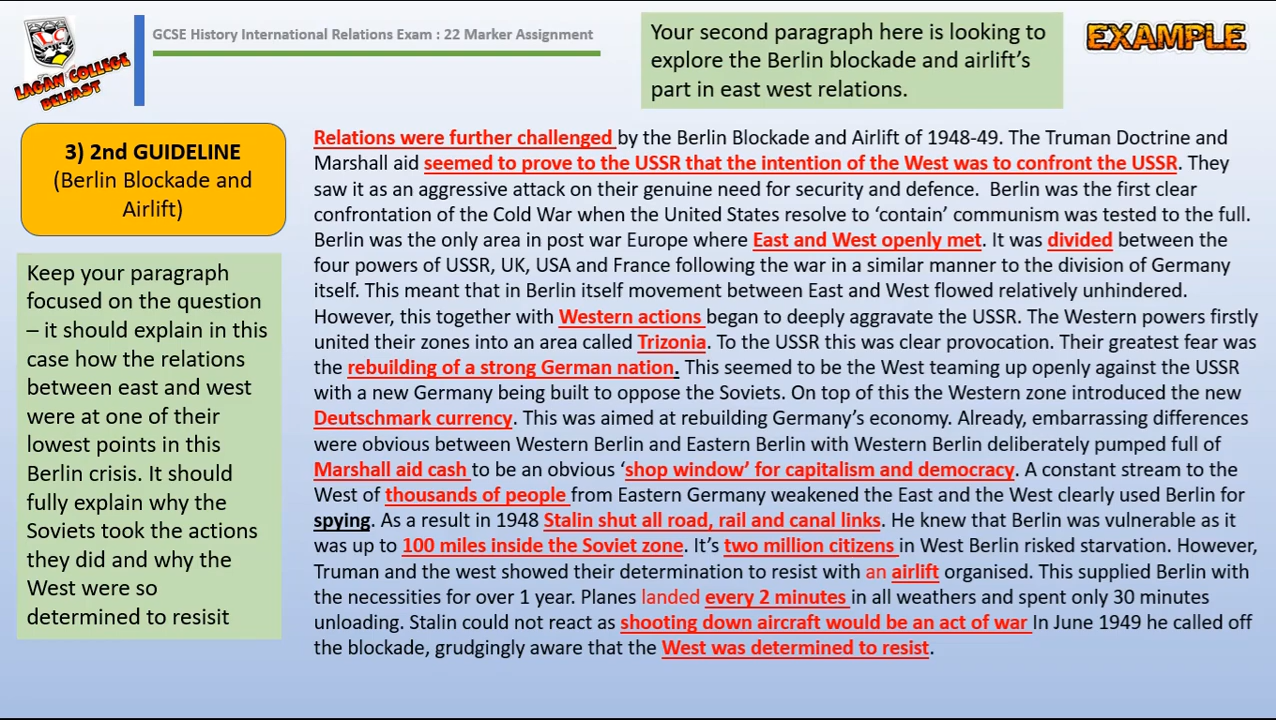 LC
LAGAN COLLEGE
BELFAST
GCSE History International Relations Exam : 22 Marker Assignment
Your second paragraph here is looking to
explore the Berlin blockade and airlift’s
part in east west relations.
EXAMPLE
3) 2nd GUIDELINE
(Berlin Blockade and
Airlift)
Keep your paragraph
focused on the question
– it should explain in this
case how the relations
between east and west
were at one of their
lowest points in this
Berlin crisis. It should
fully explain why the
Soviets took the actions
they did and why the
West were so
determined to resisit
Relations were further challenged by the Berlin Blockade and Airlift of 1948-49. The Truman Doctrine and
Marshall aid seemed to prove to the USSR that the intention of the West was to confront the USSR. They
saw it as an aggressive attack on their genuine need for security and defence.  Berlin was the first clear
confrontation of the Cold War when the United States resolve to ‘contain’ communism was tested to the full.
Berlin was the only area in post war Europe where East and West openly met. It was divided between the
four powers of USSR, UK, USA and France following the war in a similar manner to the division of Germany
itself. This meant that in Berlin itself movement between East and West flowed relatively unhindered.
However, this together with Western actions began to deeply aggravate the USSR. The Western powers firstly
united their zones into an area called Trizonia. To the USSR this was clear provocation. Their greatest fear was
the rebuilding of a strong German nation. This seemed to be the West teaming up openly against the USSR
with a new Germany being built to oppose the Soviets. On top of this the Western zone introduced the new
Deutschmark currency. This was aimed at rebuilding Germany’s economy. Already, embarrassing differences
were obvious between Western Berlin and Eastern Berlin with Western Berlin deliberately pumped full of
Marshall aid cash to be an obvious ‘shop window’ for capitalism and democracy. A constant stream to the
West of thousands of people from Eastern Germany weakened the East and the West clearly used Berlin for
spying. As a result in 1948 Stalin shut all road, rail and canal links. He knew that Berlin was vulnerable as it
was up to 100 miles inside the Soviet zone. It’s two million citizens in West Berlin risked starvation. However,
Truman and the west showed their determination to resist with an airlift organised. This supplied Berlin with
the necessities for over 1 year. Planes landed every 2 minutes in all weathers and spent only 30 minutes
unloading. Stalin could not react as shooting down aircraft would be an act of war In June 1949 he called off
the blockade, grudgingly aware that the West was determined to resist.